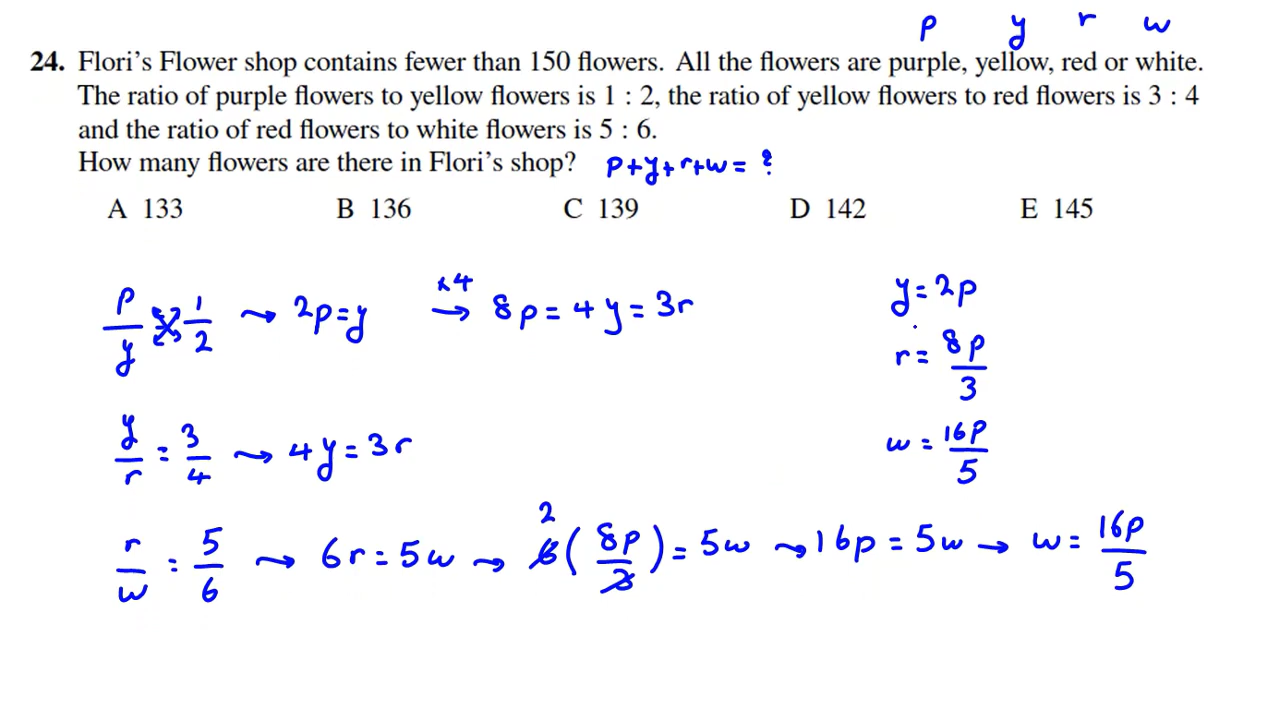 p y r w
24. Flori's Flower shop contains fewer than 150 flowers. All the flowers are purple, yellow, red or white.
The ratio of purple flowers to yellow flowers is 1 : 2, the ratio of yellow flowers to red flowers is 3 : 4
and the ratio of red flowers to white flowers is 5 : 6.
How many flowers are there in Flori's shop? p+y+r+w=?
A 133 B 136 C 139 D 142 E 145
p/y 1/2 ⇝ 2p=y ×4→ 8p=4y=3r
y=2p
r=8p/3
y/r=3/4 ⇝ 4y=3r
w=16p/5
r/w=5/6 ⇝ 6r=5w ⇝ 6 2(8p/3)=5w ⇝ 16p=5w → w=16p/5